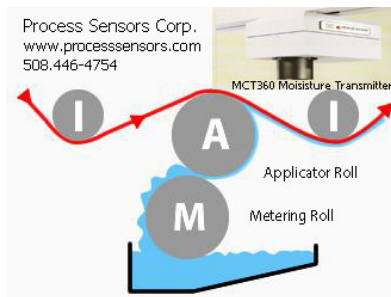 Process Sensors Corp.
www.processsensors.com
508.446-4754
MCT360 Moisisture Transmitter
I
A
I
Applicator Roll
M
Metering Roll